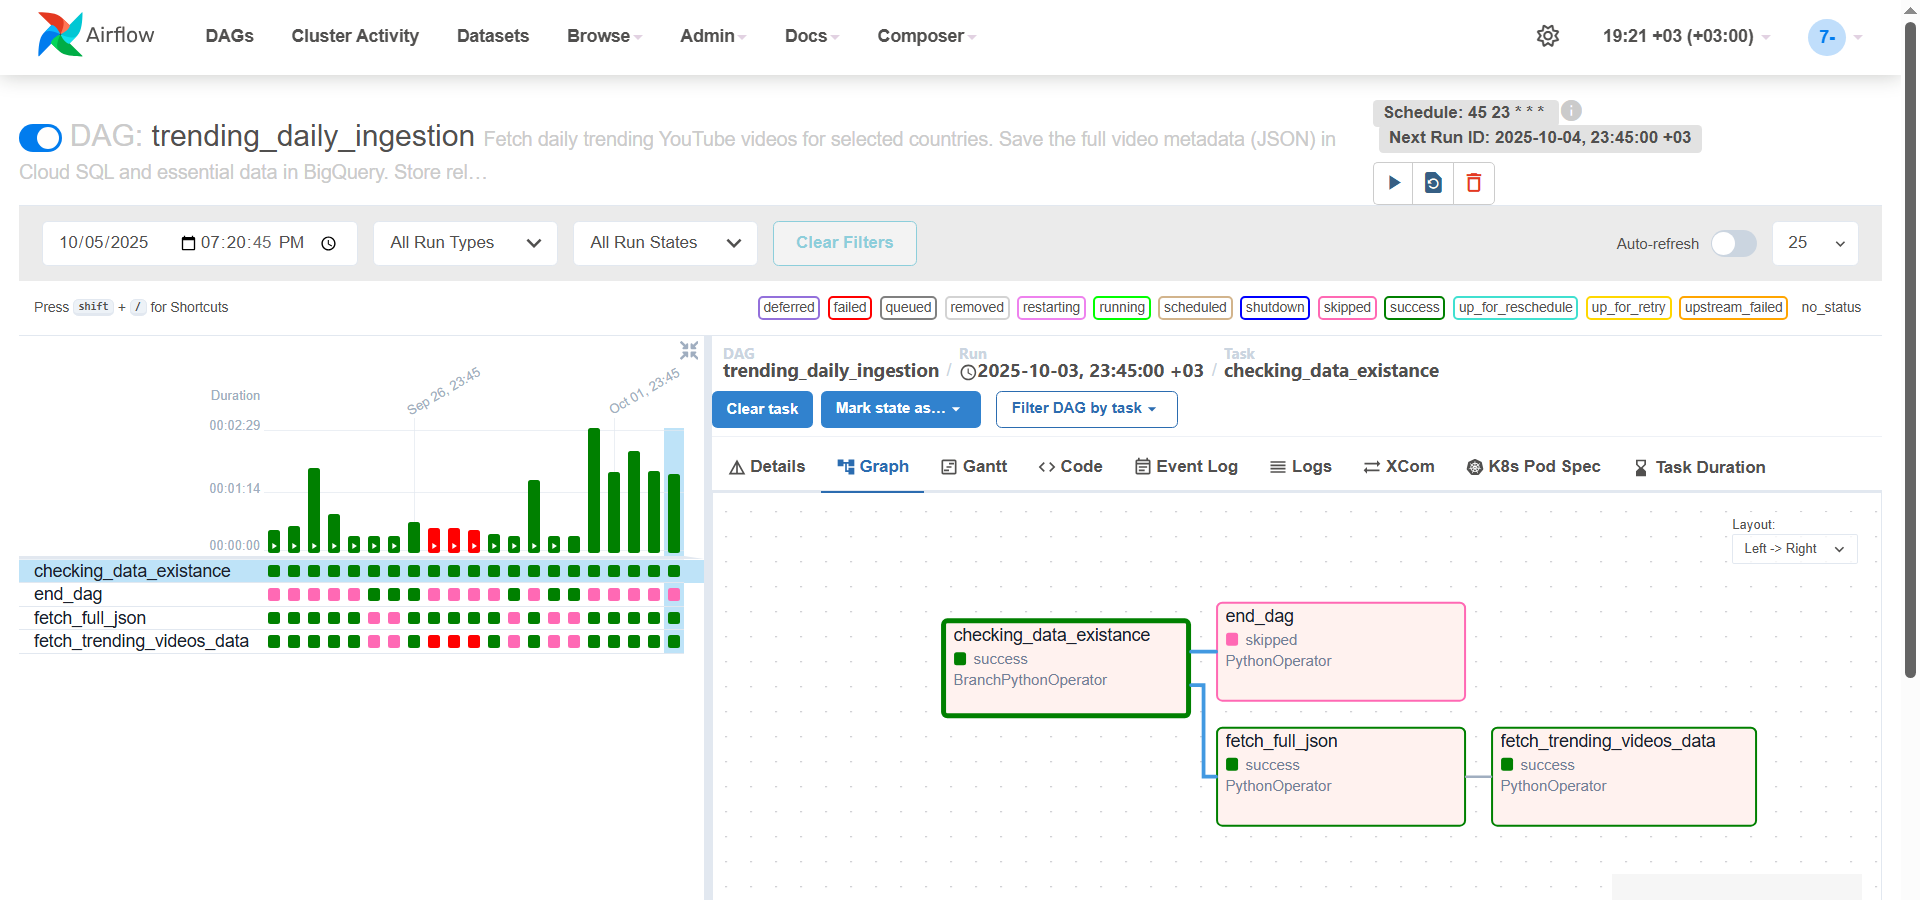 Airflow
DAGs
Cluster Activity
Datasets
Browse
Admin
Docs
Composer
19:21 +03 (+03:00)
7-
DAG: trending_daily_ingestion Fetch daily trending YouTube videos for selected countries. Save the full video metadata (JSON) in
Cloud SQL and essential data in BigQuery. Store rel…
Schedule: 45 23 * * *
i
Next Run ID: 2025-10-04, 23:45:00 +03
10/05/2025 07:20:45 PM
All Run Types
All Run States
Clear Filters
Auto-refresh
25
Press shift + / for Shortcuts
deferred
failed
queued
removed
restarting
running
scheduled
shutdown
skipped
success
up_for_reschedule
up_for_retry
upstream_failed
no_status
Duration
Sep 26, 23:45
Oct 01, 23:45
00:02:29
00:01:14
00:00:00
checking_data_existance
end_dag
fetch_full_json
fetch_trending_videos_data
DAG
trending_daily_ingestion
/
Run
2025-10-03, 23:45:00 +03
/
Task
checking_data_existance
Clear task
Mark state as…
Filter DAG by task
Details
Graph
Gantt
Code
Event Log
Logs
XCom
K8s Pod Spec
Task Duration
Layout:
Left -> Right
checking_data_existance
success
BranchPythonOperator
end_dag
skipped
PythonOperator
fetch_full_json
success
PythonOperator
fetch_trending_videos_data
success
PythonOperator